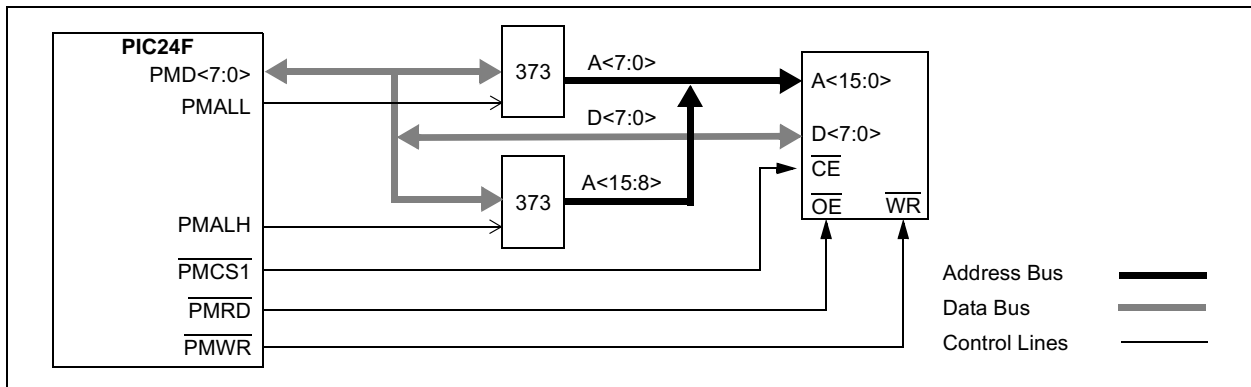 PIC24F
PMD<7:0>
PMALL
PMALH
PMCS1
PMRD
PMWR
373
A<7:0>
D<7:0>
373
A<15:8>
A<15:0>
D<7:0>
CE
OE WR
Address Bus
Data Bus
Control Lines